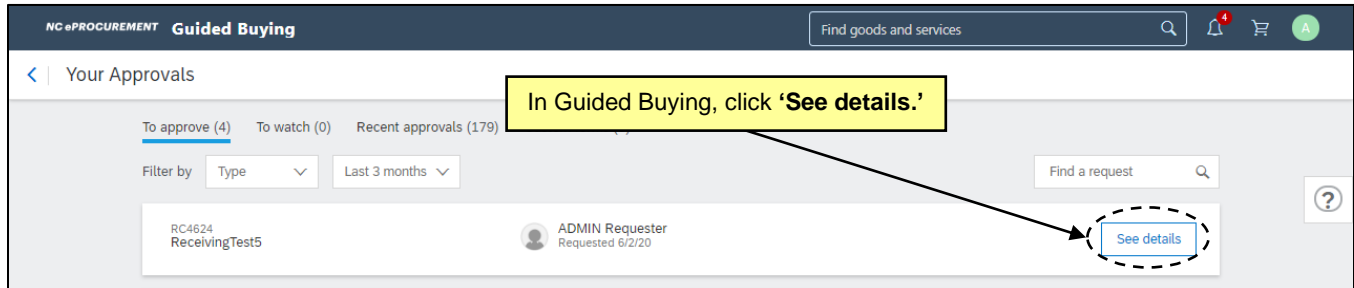 NC ePROCUREMENT Guided Buying Find goods and services 4 A
Your Approvals
In Guided Buying, click ‘See details.’
To approve (4) To watch (0) Recent approvals (179)
Filter by Type Last 3 months Find a request
?
RC4624
ReceivingTest5
ADMIN Requester
Requested 6/2/20
See details